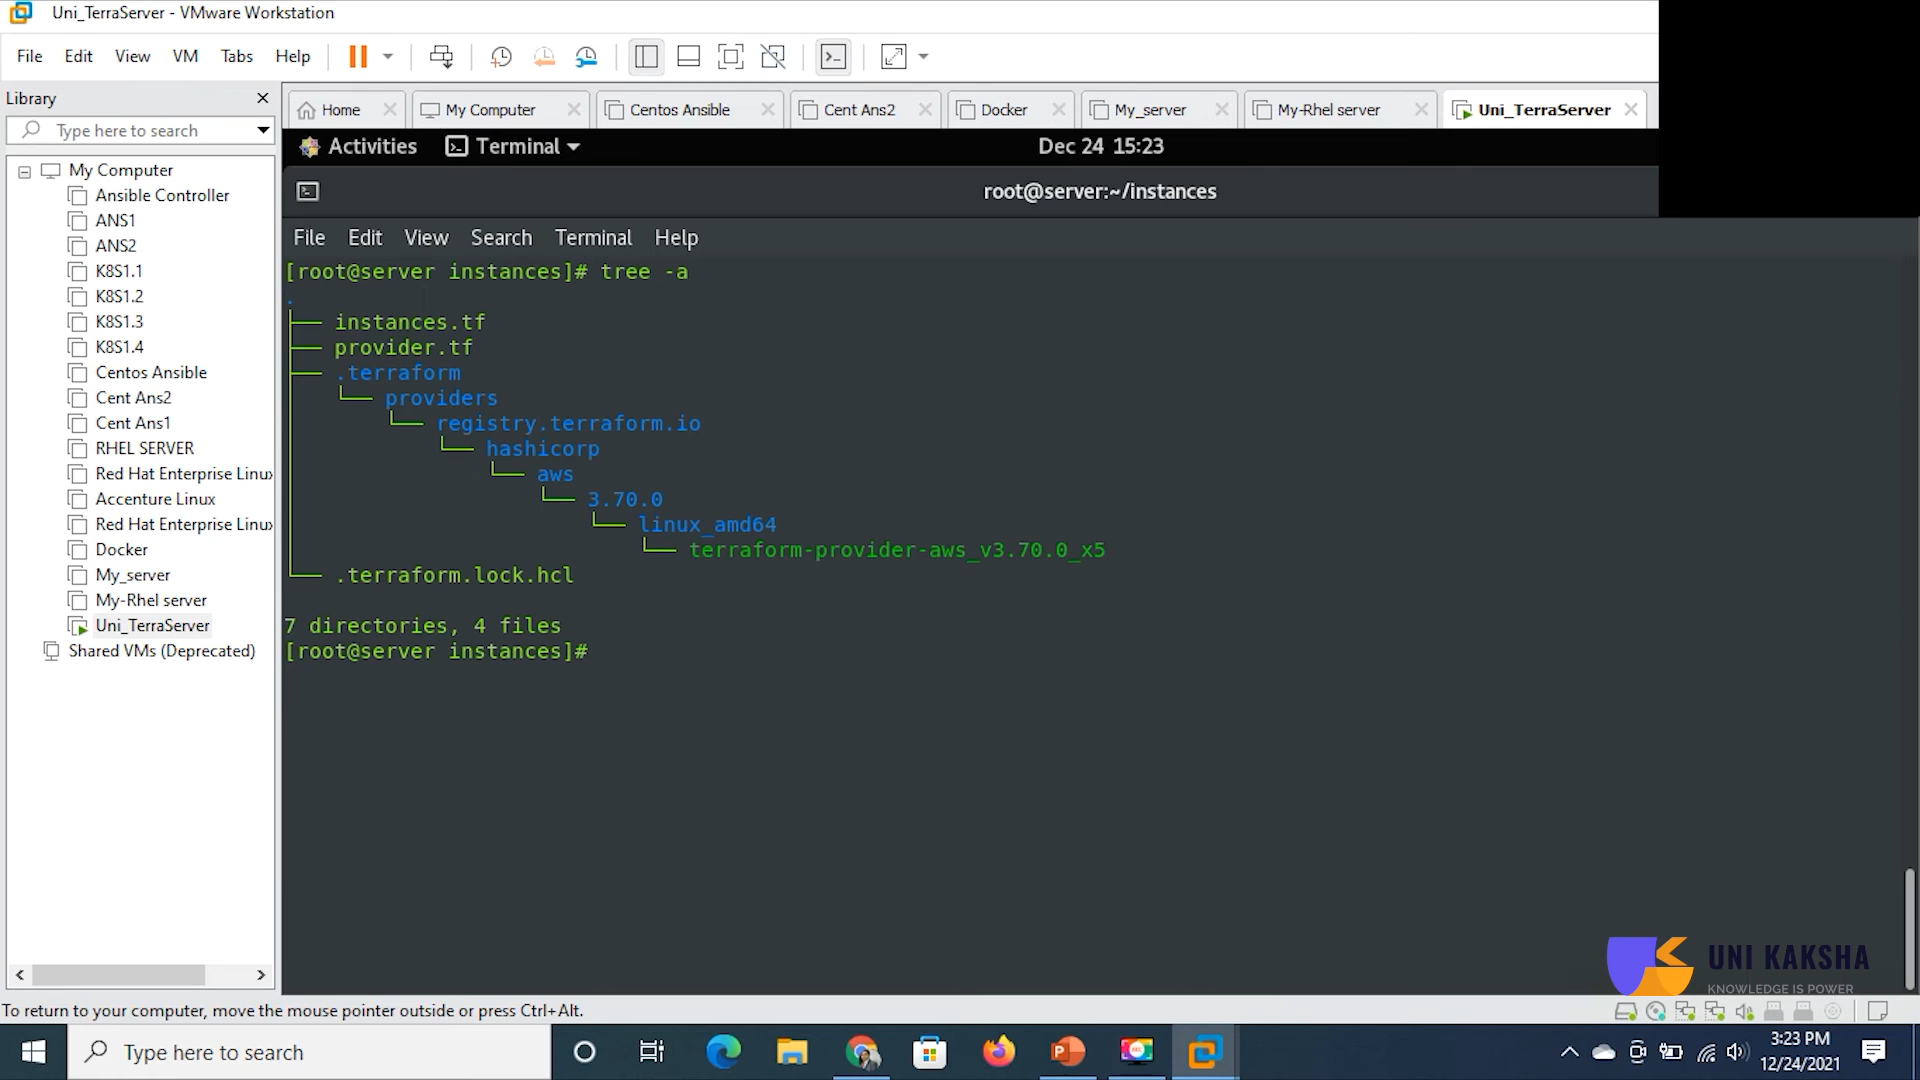 Uni_TerraServer - VMware Workstation
File Edit View VM Tabs Help
Library
Type here to search
My Computer
Ansible Controller
ANS1
ANS2
K8S1.1
K8S1.2
K8S1.3
K8S1.4
Centos Ansible
Cent Ans2
Cent Ans1
RHEL SERVER
Red Hat Enterprise Linux
Accenture Linux
Red Hat Enterprise Linux
Docker
My_server
My-Rhel server
Uni_TerraServer
Shared VMs (Deprecated)
Home My Computer Centos Ansible Cent Ans2 Docker My_server My-Rhel server Uni_TerraServer
Activities Terminal Dec 24 15:23
root@server:~/instances
File Edit View Search Terminal Help
[root@server instances]# tree -a
.
├── instances.tf
├── provider.tf
├── .terraform
│   └── providers
│       └── registry.terraform.io
│           └── hashicorp
│               └── aws
│                   └── 3.70.0
│                       └── linux_amd64
│                           └── terraform-provider-aws_v3.70.0_x5
└── .terraform.lock.hcl
7 directories, 4 files
[root@server instances]#
UNI KAKSHA
KNOWLEDGE IS POWER
To return to your computer, move the mouse pointer outside or press Ctrl+Alt.
Type here to search
3:23 PM
12/24/2021